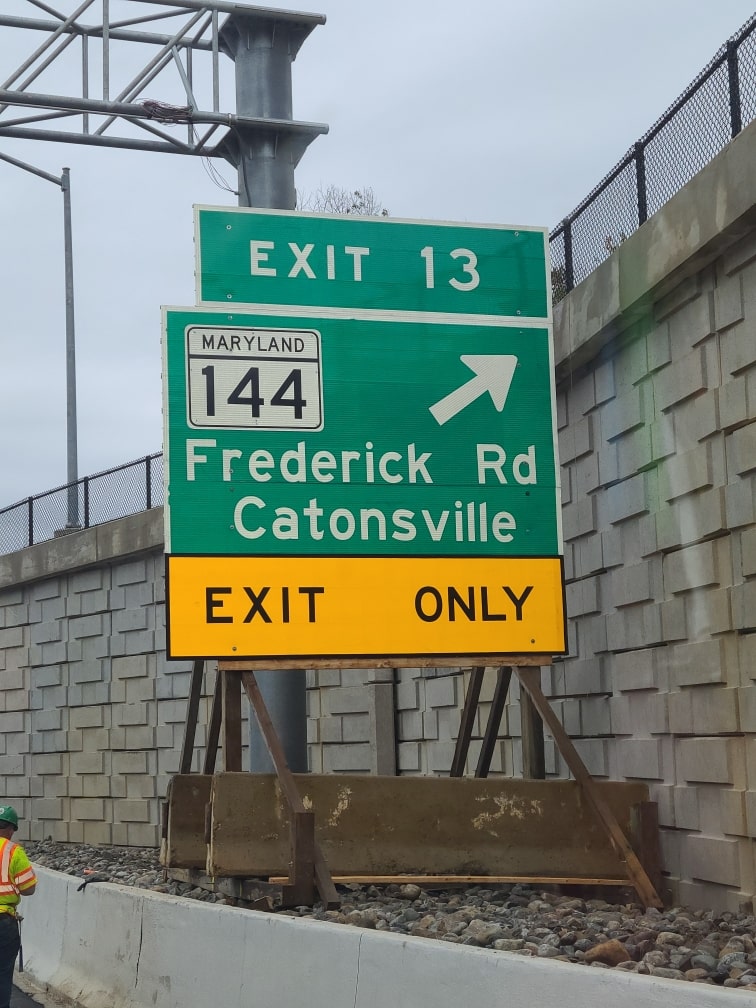 EXIT 13
MARYLAND
144
Frederick Rd
Catonsville
EXIT ONLY